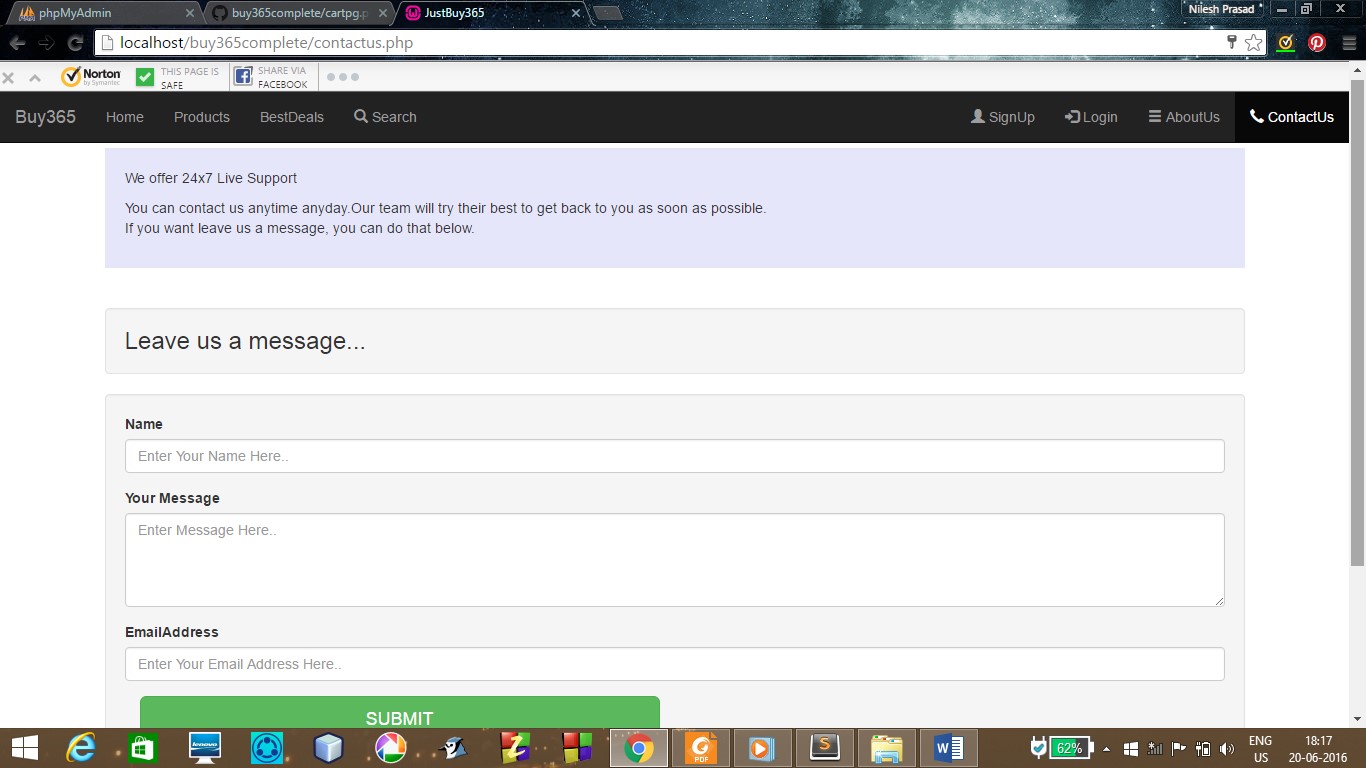 phpMyAdmin
buy365complete/cartpg.p
JustBuy365
Nilesh Prasad
localhost/buy365complete/contactus.php
Norton
by Symantec
THIS PAGE IS
SAFE
SHARE VIA
FACEBOOK
Buy365 Home Products BestDeals Search SignUp Login AboutUs ContactUs
We offer 24x7 Live Support
You can contact us anytime anyday.Our team will try their best to get back to you as soon as possible.
If you want leave us a message, you can do that below.
Leave us a message...
Name
Enter Your Name Here..
Your Message
Enter Message Here..
EmailAddress
Enter Your Email Address Here..
SUBMIT
lenovo
PDF
62%
ENG
US
18:17
20-06-2016